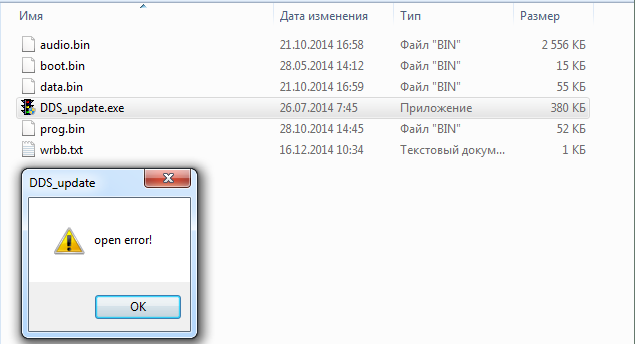 Имя Дата изменения Тип Размер
audio.bin 21.10.2014 16:58 Файл "BIN" 2 556 КБ
boot.bin 28.05.2014 14:12 Файл "BIN" 15 КБ
data.bin 21.10.2014 16:59 Файл "BIN" 55 КБ
DDS_update.exe 26.07.2014 7:45 Приложение 380 КБ
prog.bin 28.10.2014 14:45 Файл "BIN" 52 КБ
wrbb.txt 16.12.2014 10:34 Текстовый докум... 1 КБ
DDS_update
open error!
OK